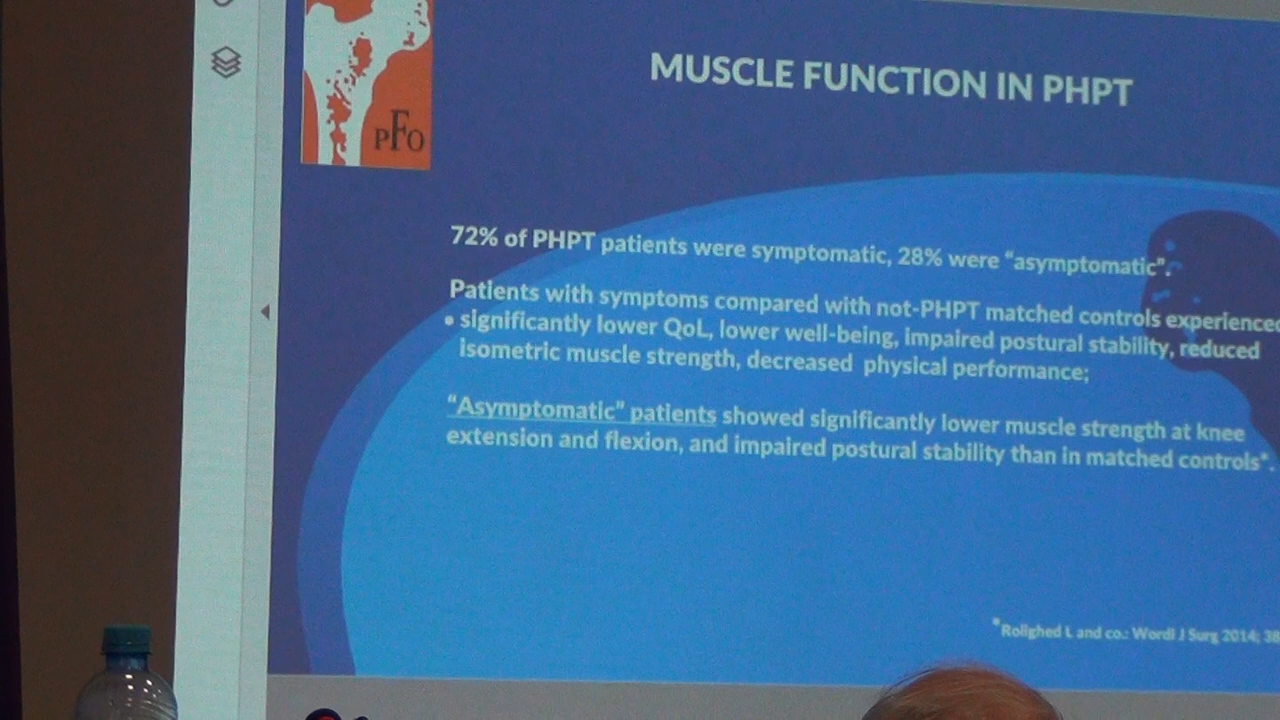 PFO
MUSCLE FUNCTION IN PHPT
72% of PHPT patients were symptomatic, 28% were “asymptomatic”.
Patients with symptoms compared with not-PHPT matched controls experienced
• significantly lower QoL, lower well-being, impaired postural stability, reduced
isometric muscle strength, decreased physical performance;
“Asymptomatic” patients showed significantly lower muscle strength at knee
extension and flexion, and impaired postural stability than in matched controls*.
*Rolighed L and co.: Wordl J Surg 2014; 38